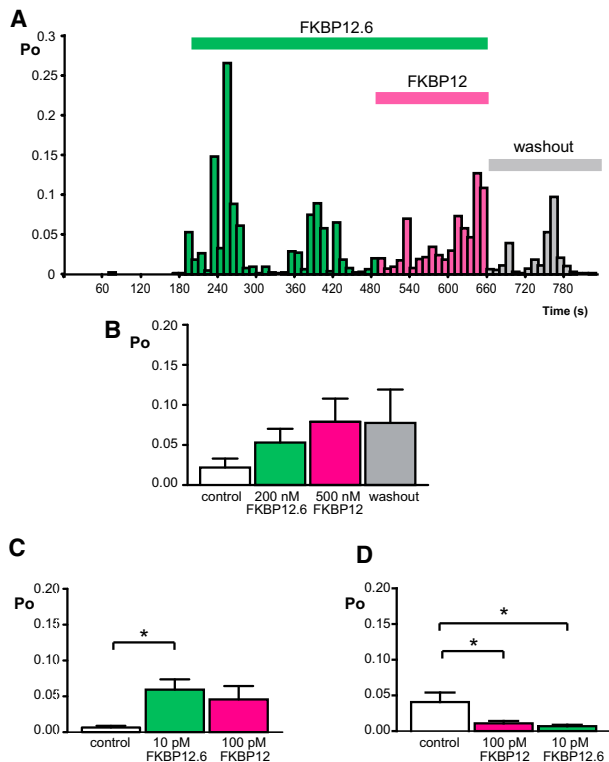 A
FKBP12.6
Po
0.3
0.25
0.2
0.15
0.1
0.05
0
FKBP12
washout
60 120 180 240 300 360 420 480 540 600 660 720 780
Time (s)
B
Po
0.20
0.15
0.10
0.05
0.00
control 200 nM FKBP12.6 500 nM FKBP12 washout
C
Po
0.20
0.15
0.10
0.05
0.00
*
control 10 pM FKBP12.6 100 pM FKBP12
D
Po
0.20
0.15
0.10
0.05
0.00
*
*
control 100 pM FKBP12 10 pM FKBP12.6